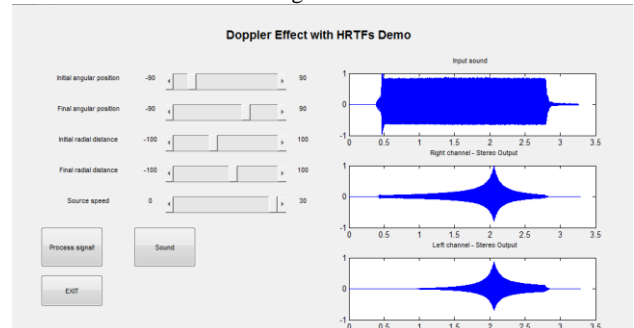 Doppler Effect with HRTFs Demo
Initial angular position -90 90
Final angular position -90 90
Initial radial distance -100 100
Final radial distance -100 100
Source speed 0 30
Process signal!
Sound
EXIT
Input sound
1
0
-1
0 0.5 1 1.5 2 2.5 3 3.5
Right channel - Stereo Output
1
0
-1
0 0.5 1 1.5 2 2.5 3 3.5
Left channel - Stereo Output
1
0
-1
0 0.5 1 1.5 2 2.5 3 3.5